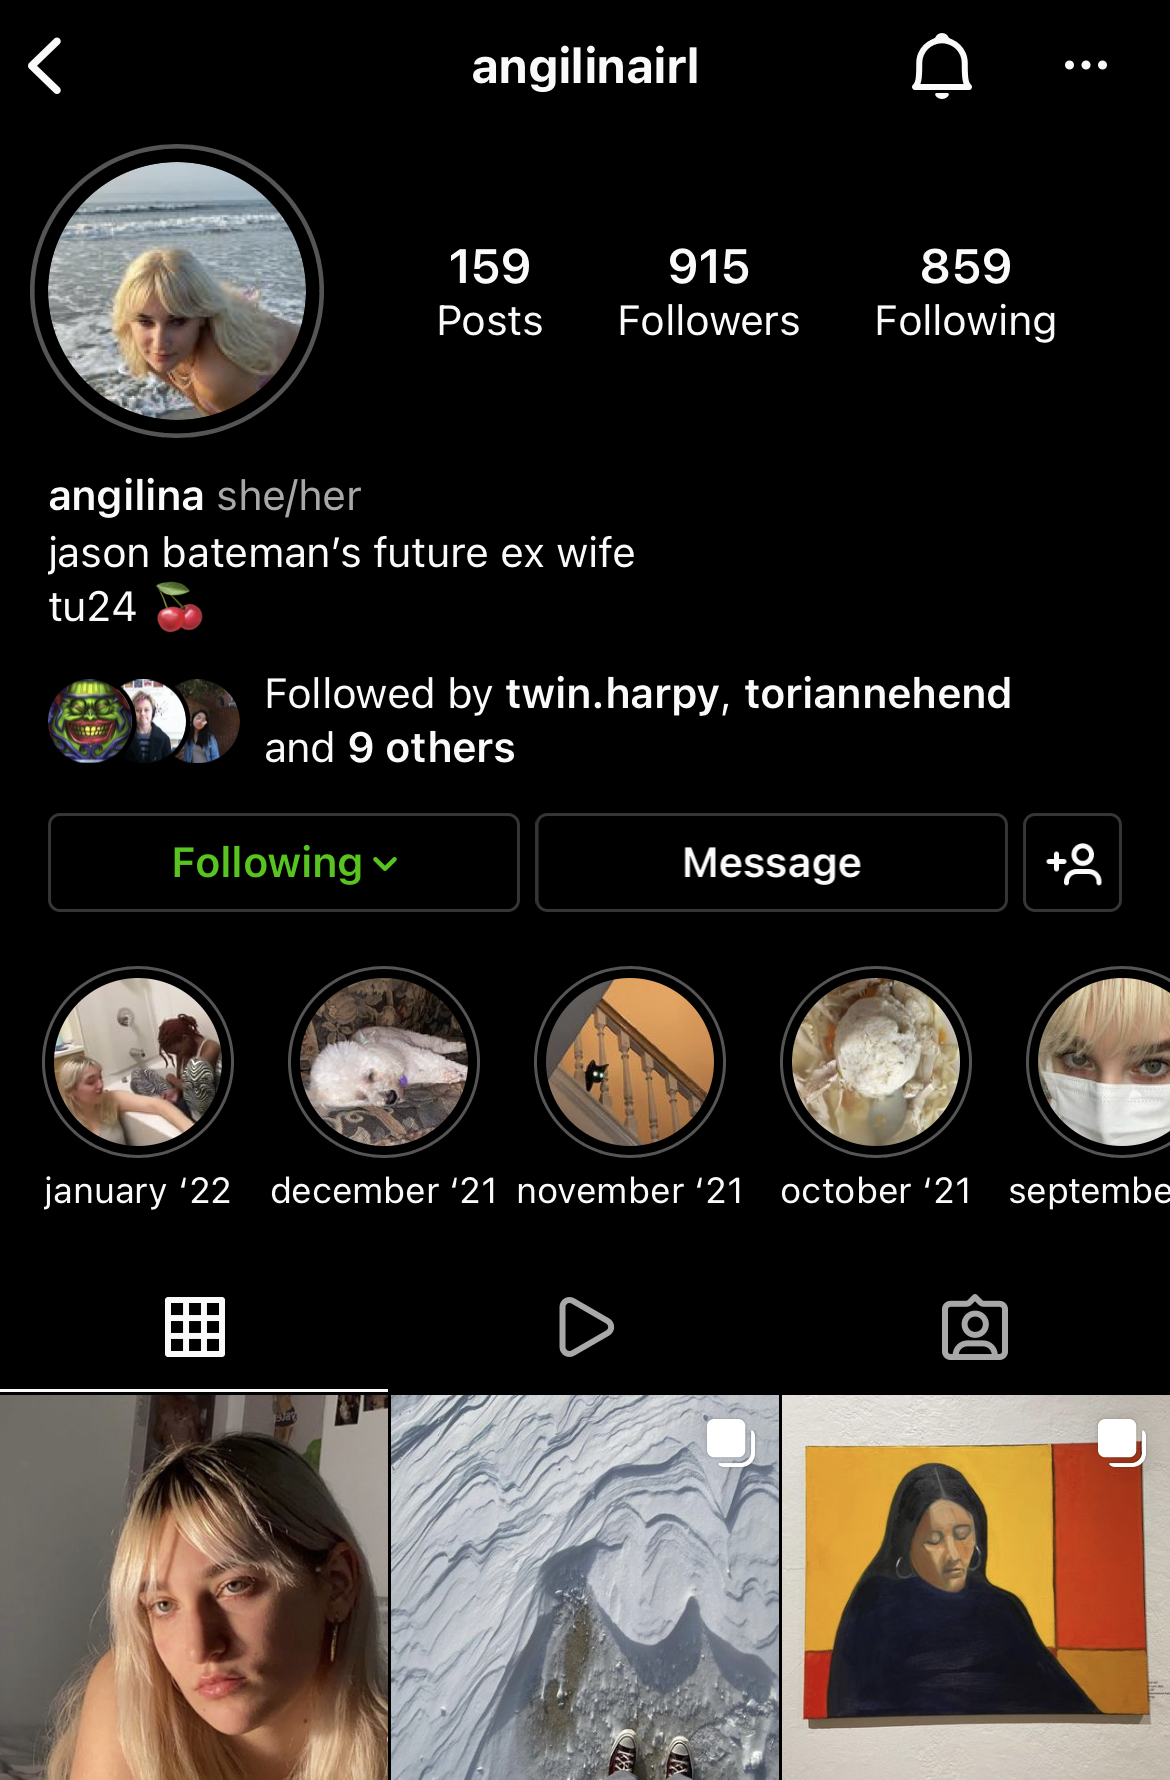 angilinairl
159 915 859
Posts Followers Following
angilina she/her
jason bateman’s future ex wife
tu24 🍒
Followed by twin.harpy, toriannehend
and 9 others
Following Message
january ‘22 december ‘21 november ‘21 october ‘21 septembe